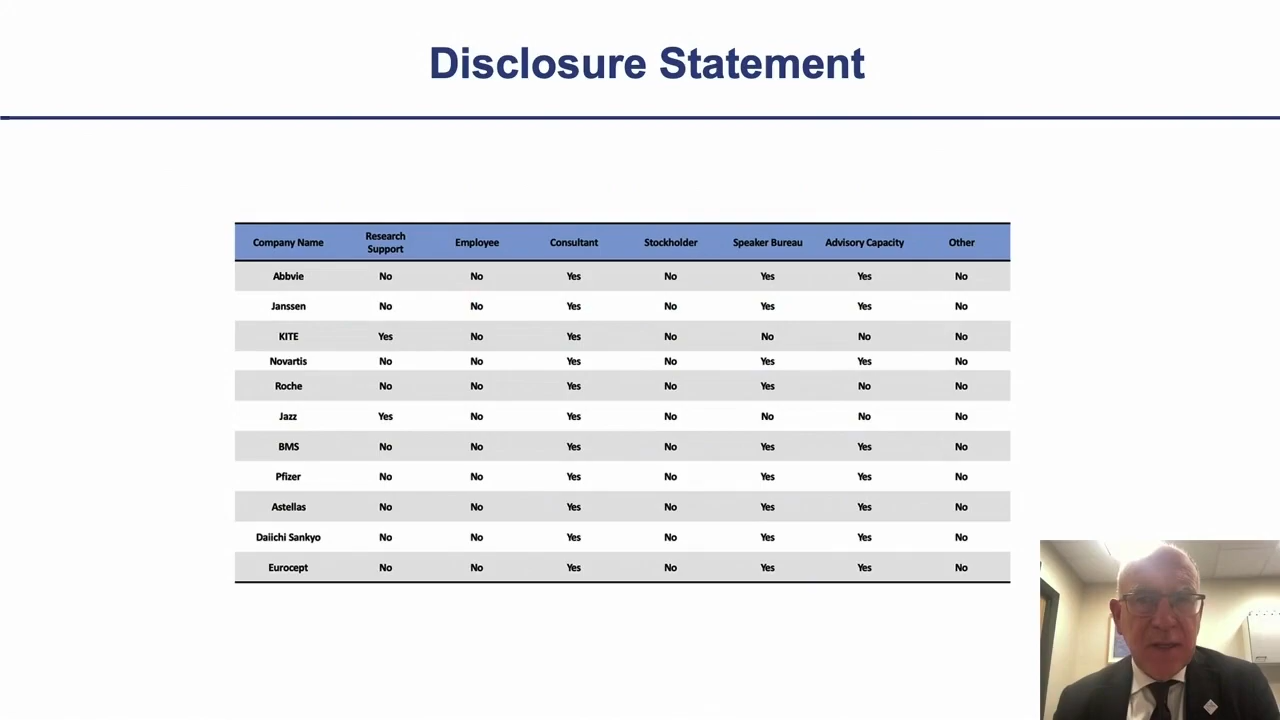 Disclosure Statement
Company Name Research Support Employee Consultant Stockholder Speaker Bureau Advisory Capacity Other
Abbvie No No Yes No Yes Yes No
Janssen No No Yes No Yes Yes No
KITE Yes No Yes No No No No
Novartis No No Yes No Yes Yes No
Roche No No Yes No Yes No No
Jazz Yes No Yes No No No No
BMS No No Yes No Yes Yes No
Pfizer No No Yes No Yes Yes No
Astellas No No Yes No Yes Yes No
Daiichi Sankyo No No Yes No Yes Yes No
Eurocept No No Yes No Yes Yes No